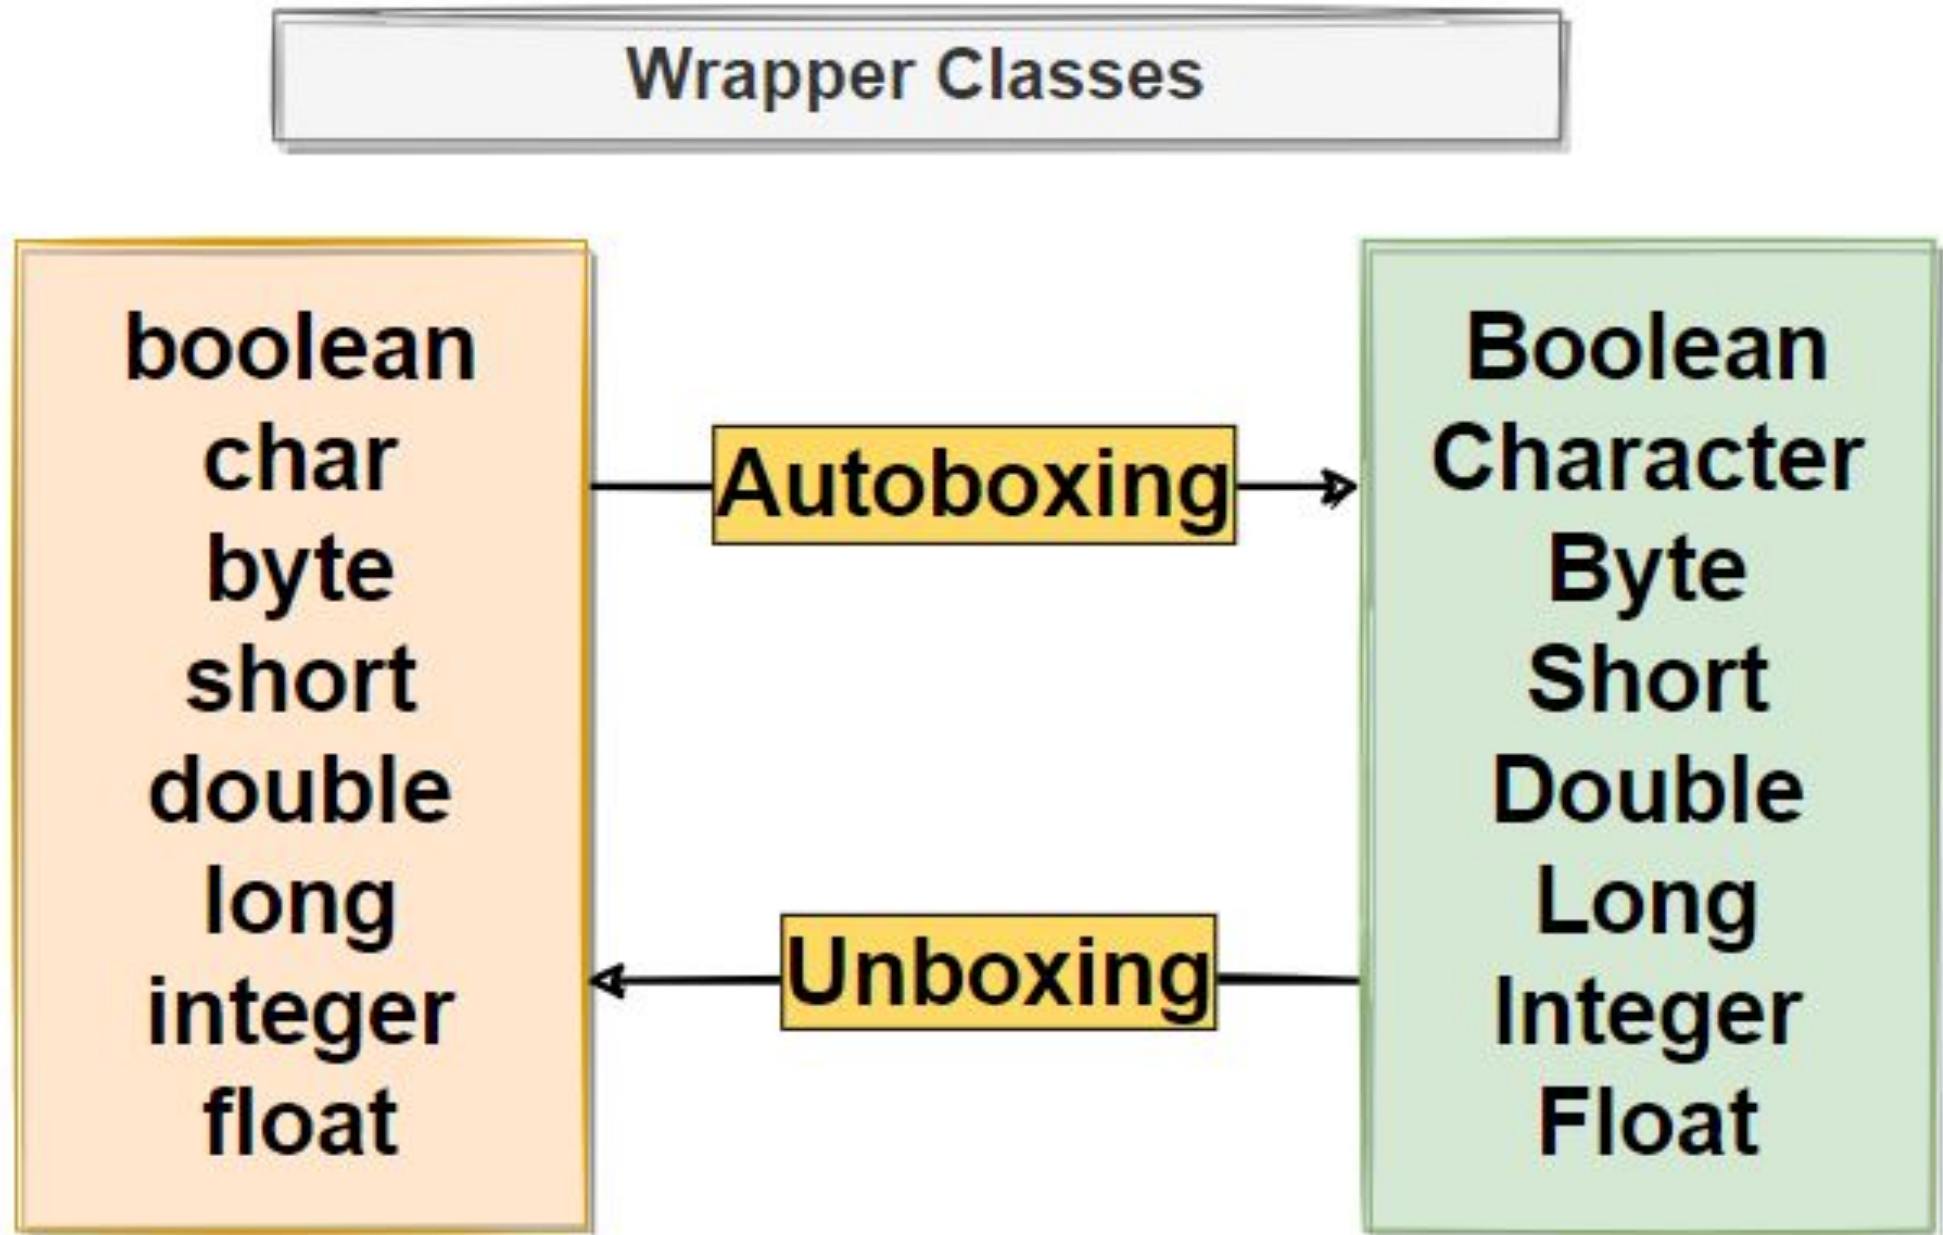 Wrapper Classes
boolean
char
byte
short
double
long
integer
float
Autoboxing
Unboxing
Boolean
Character
Byte
Short
Double
Long
Integer
Float